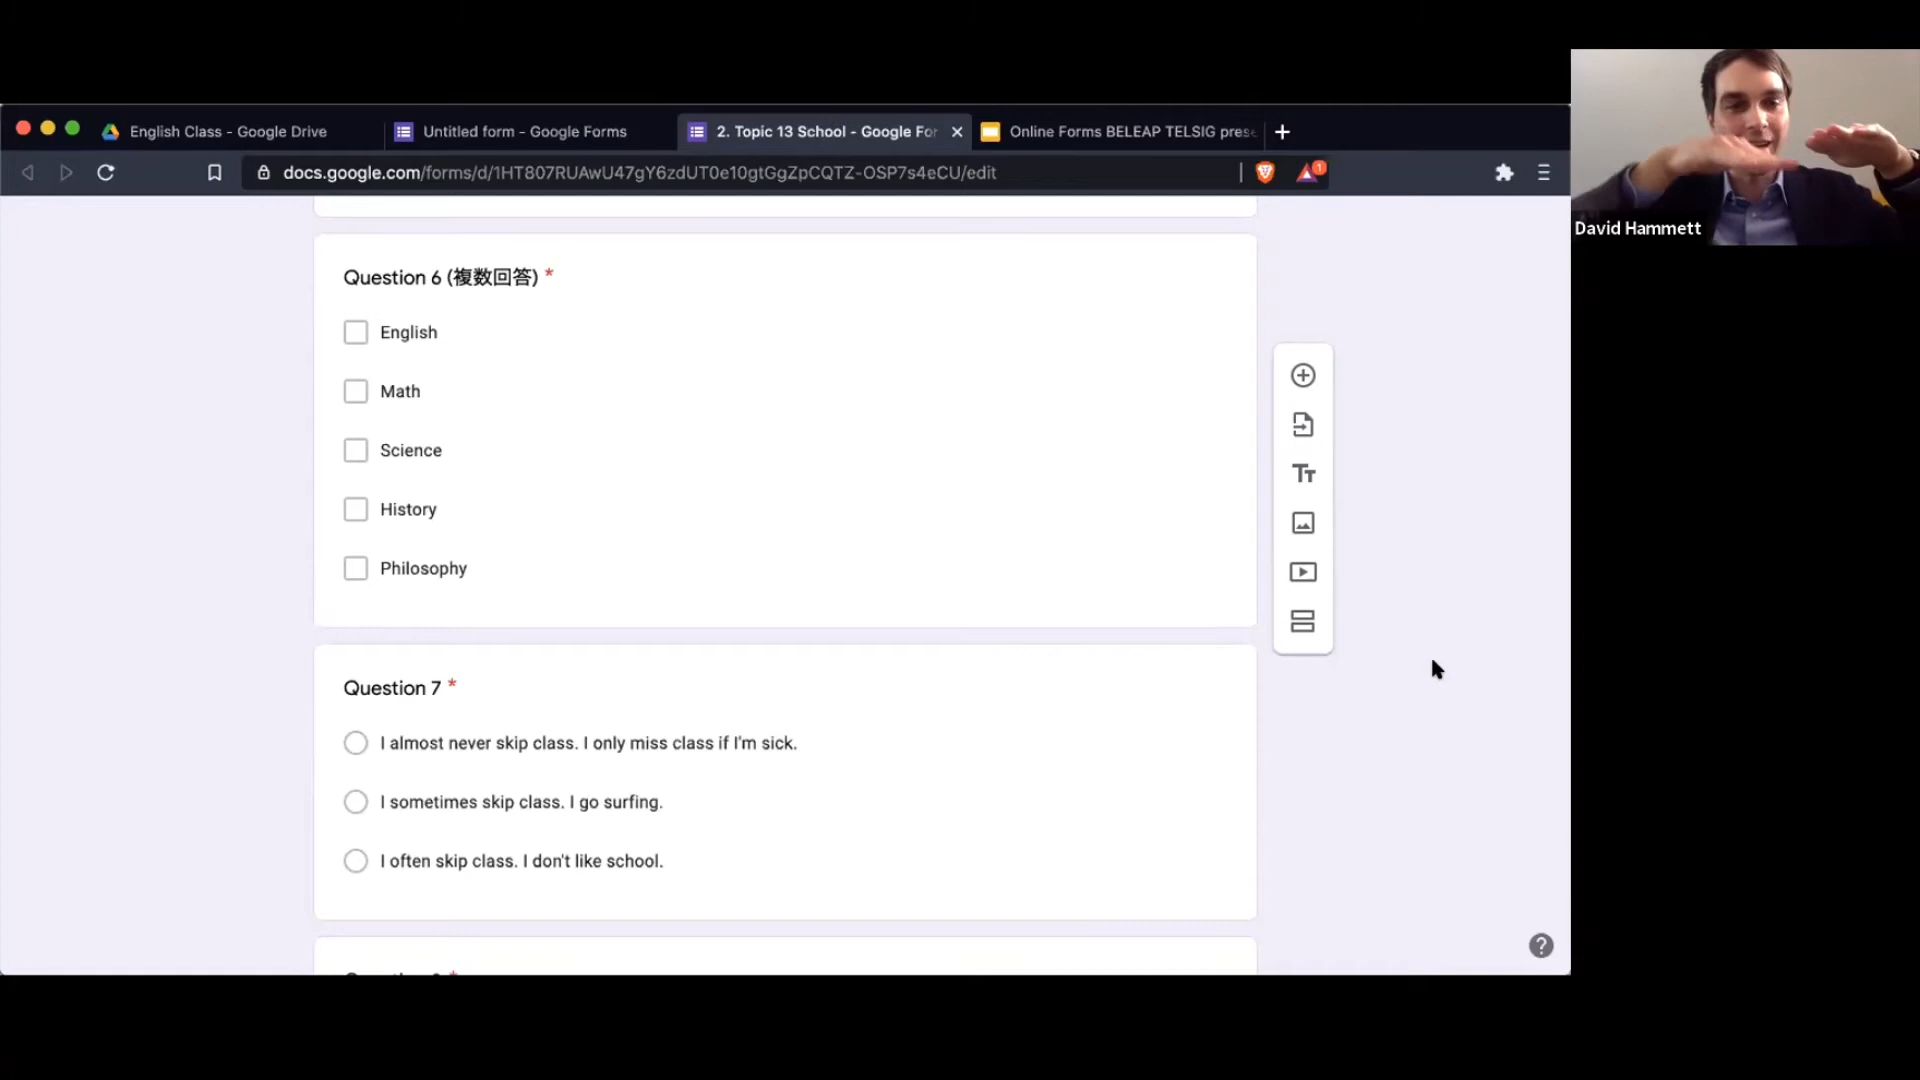 English Class - Google Drive
Untitled form - Google Forms
2. Topic 13 School - Google For
Online Forms BELEAP TELSIG pres
docs.google.com/forms/d/1HT807RUAwU47gY6zdUT0e10gtGgZpCQTZ-OSP7s4eCU/edit
1
David Hammett
Question 6 (複数回答) *
English
Math
Science
History
Philosophy
Tт
Question 7 *
I almost never skip class. I only miss class if I'm sick.
I sometimes skip class. I go surfing.
I often skip class. I don't like school.